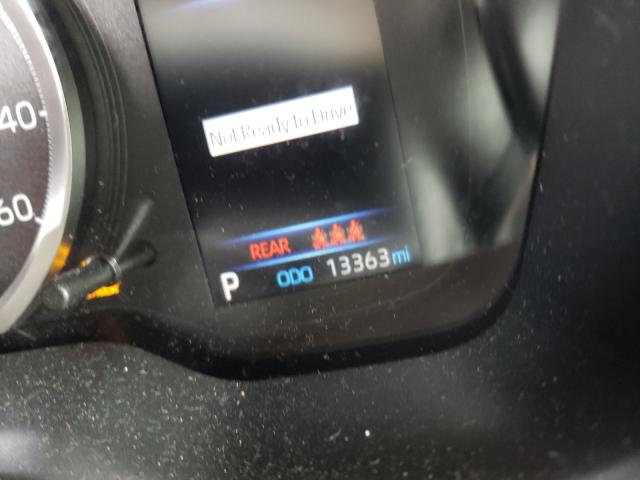 40
60
Not Ready to Drive
REAR
P ODO 13363 mi